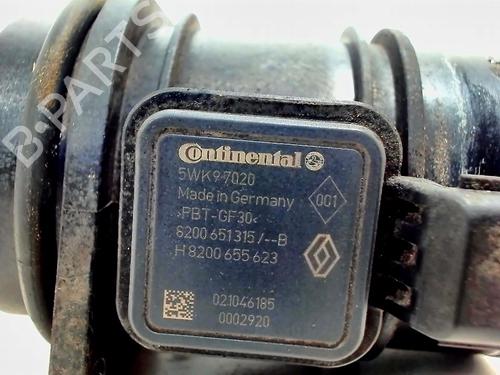 B-PARTS
Continental
5WK9 7020
Made in Germany
001
>PBT-GF30<
8200 651 315 /--B
H 8200 655 623
021046185
0002920